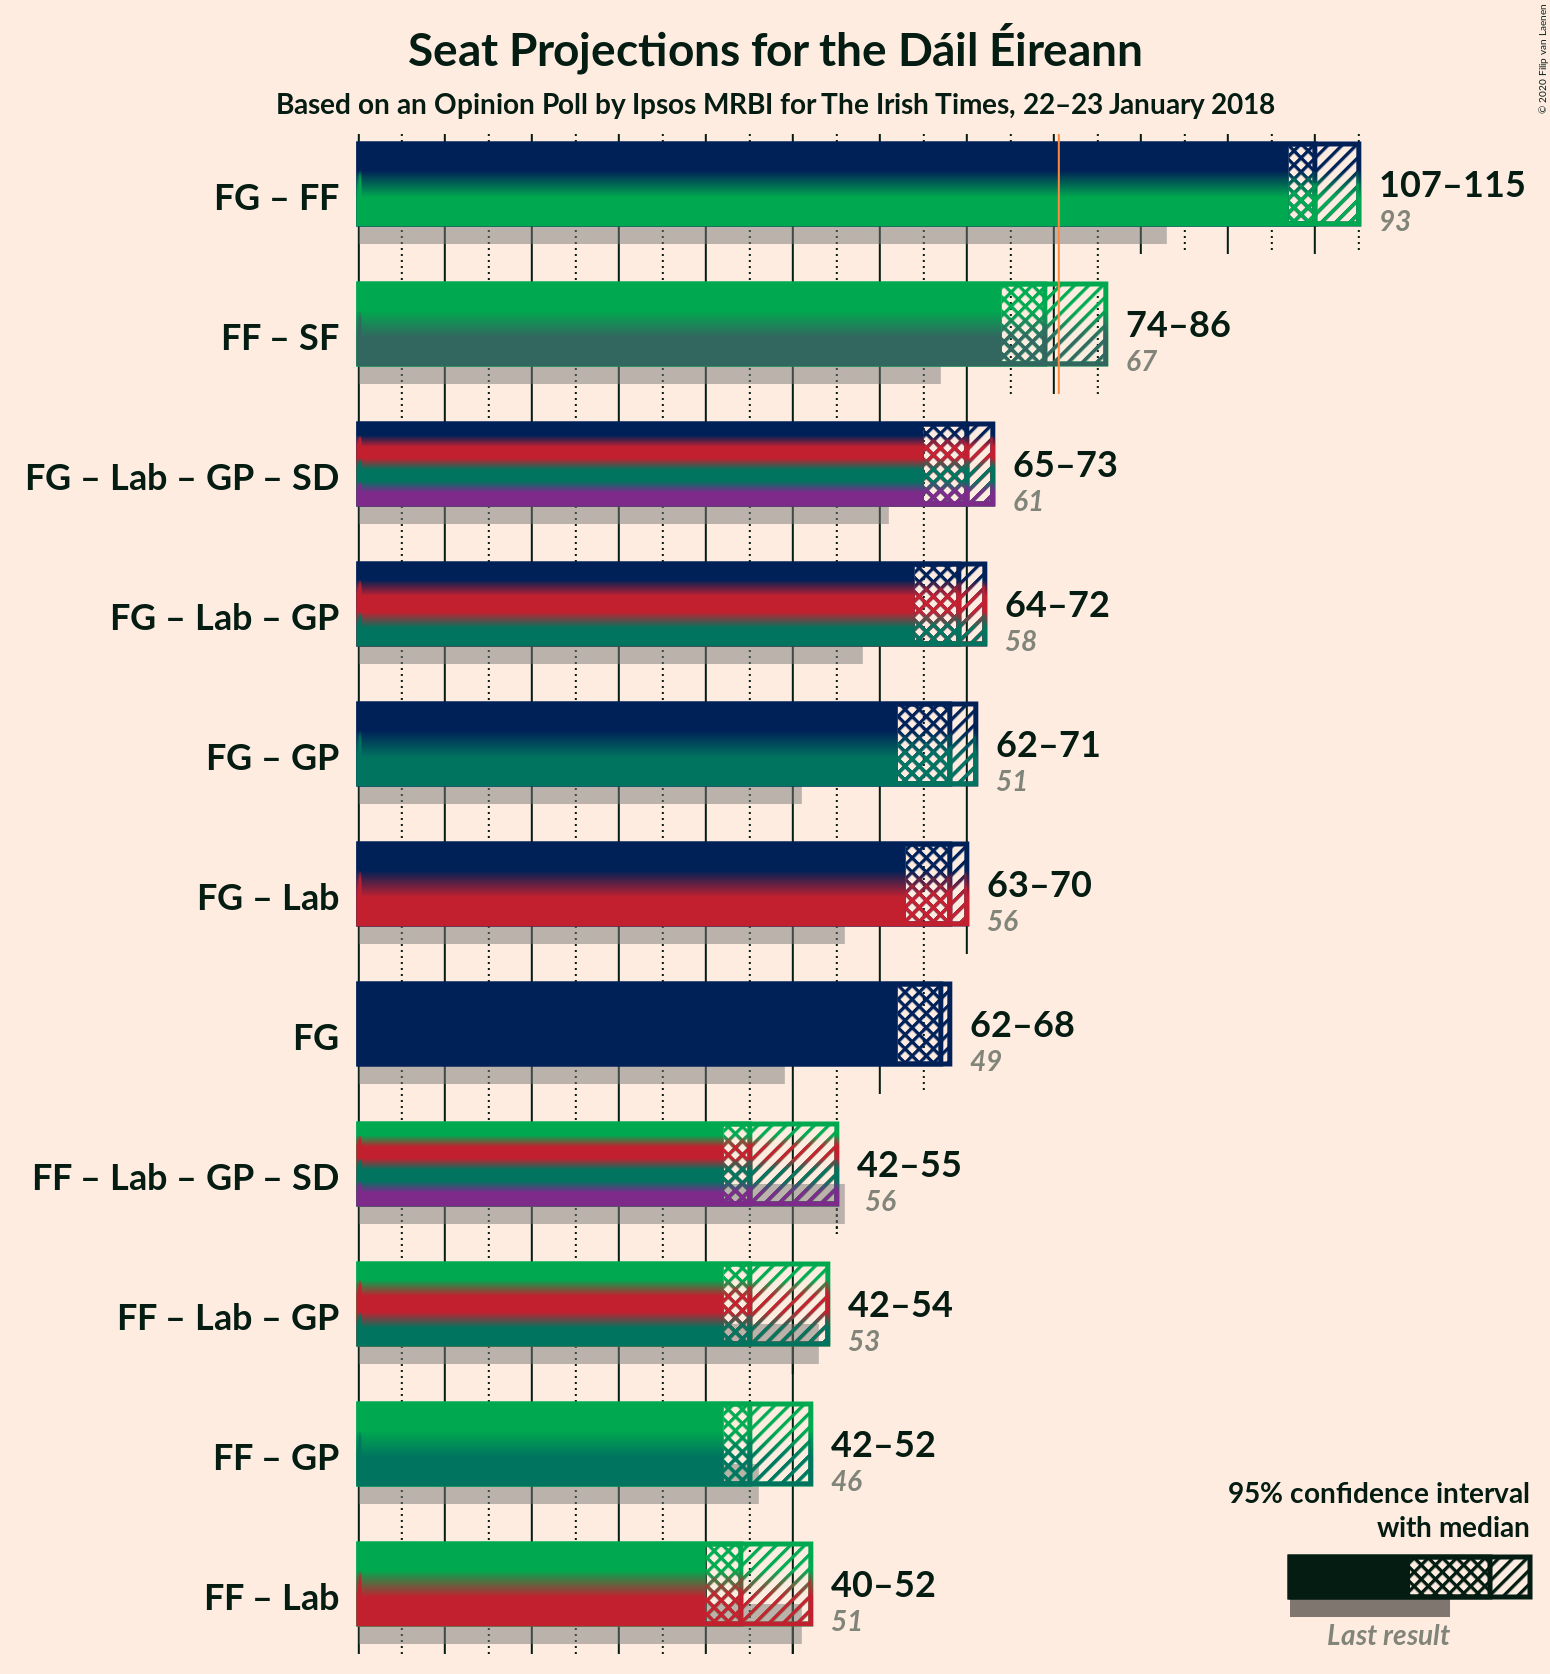 Seat Projections for the Dáil Éireann
Based on an Opinion Poll by Ipsos MRBI for The Irish Times, 22–23 January 2018
© 2020 Filip van Laenen
FG – FF
107–115
93
FF – SF
74–86
67
FG – Lab – GP – SD
65–73
61
FG – Lab – GP
64–72
58
FG – GP
62–71
51
FG – Lab
63–70
56
FG
62–68
49
FF – Lab – GP – SD
42–55
56
FF – Lab – GP
42–54
53
FF – GP
42–52
46
FF – Lab
40–52
51
95% confidence interval
with median
Last result